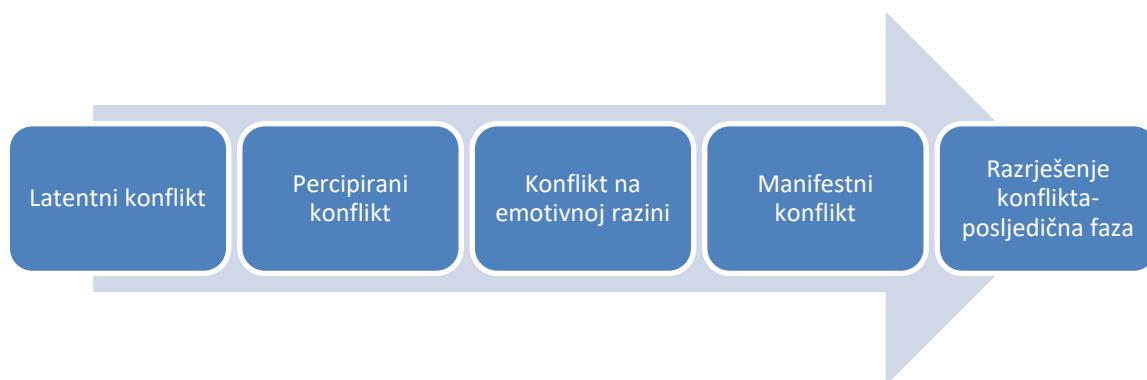 Latentni konflikt
Percipirani
konflikt
Konflikt na
emotivnoj razini
Manifestni
konflikt
Razrješenje
konflikta-
posljedična faza